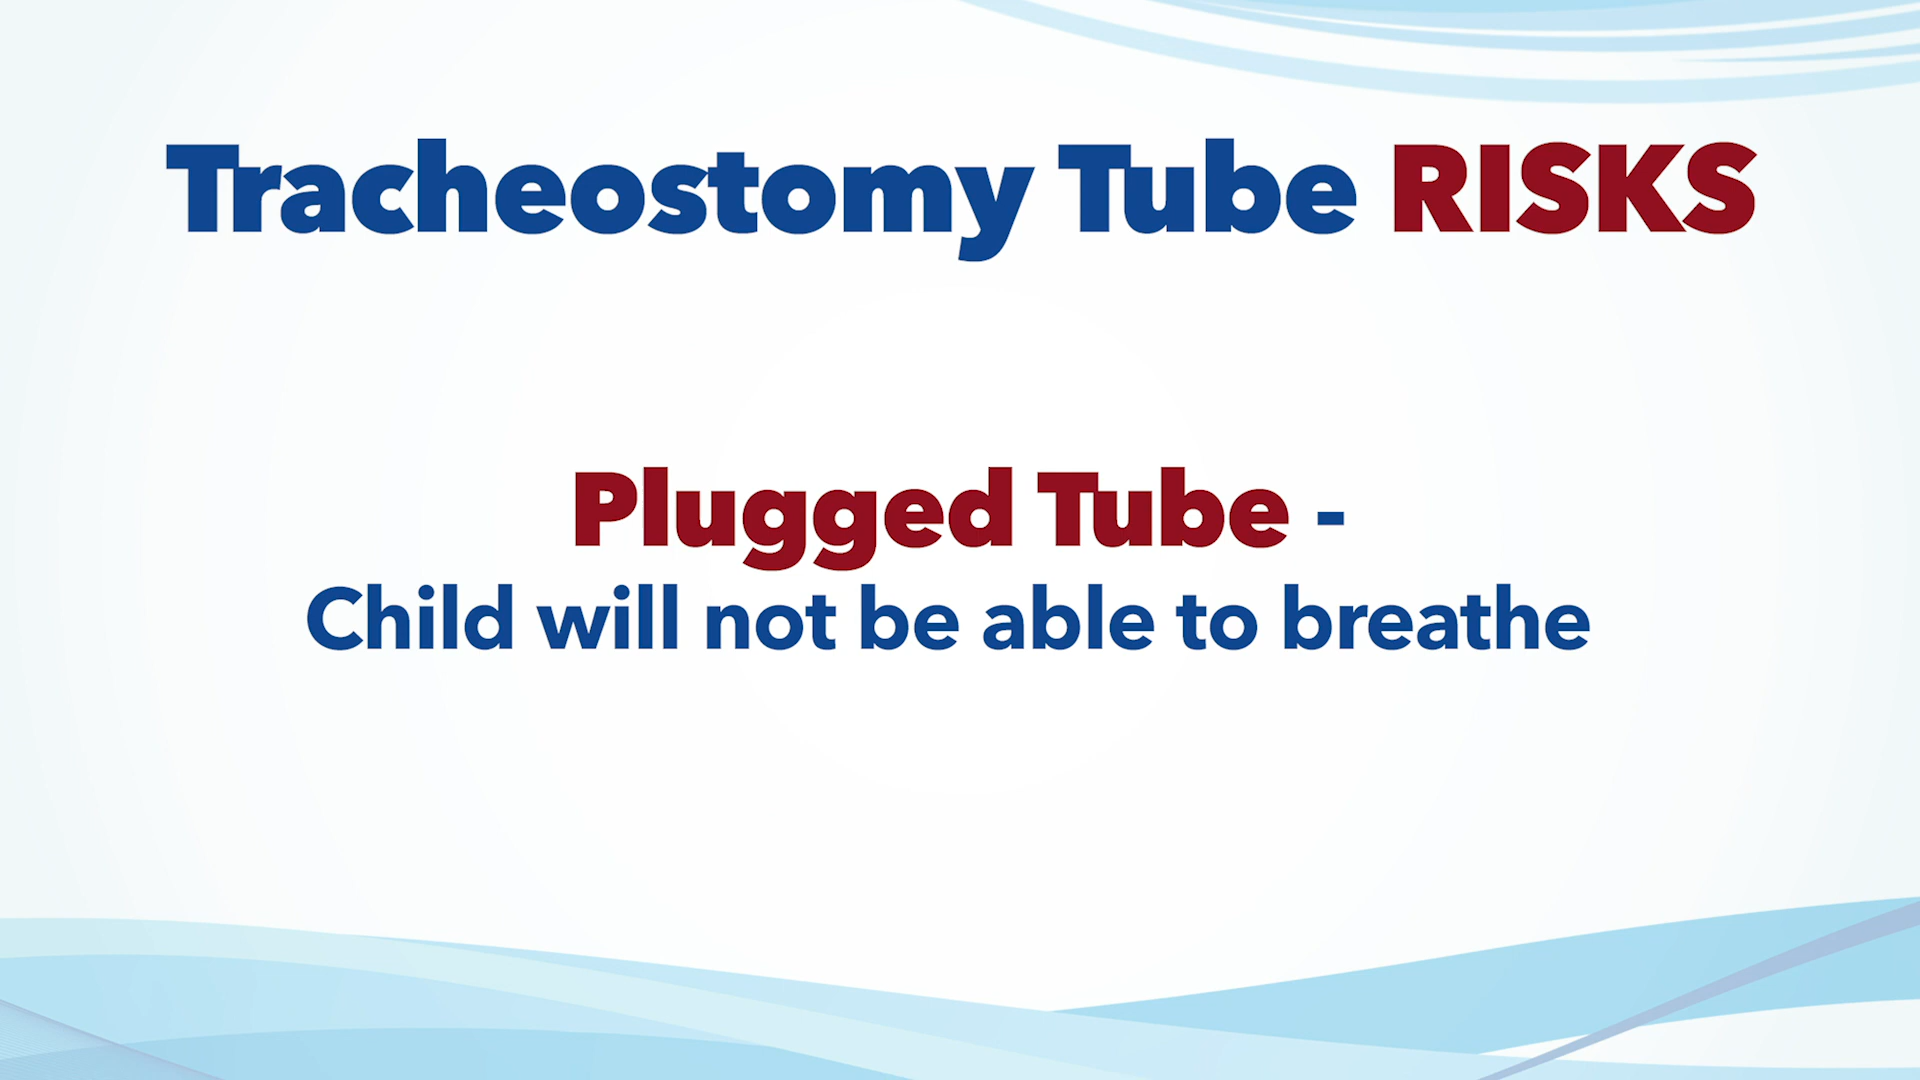 Tracheostomy Tube RISKS
Plugged Tube -
Child will not be able to breathe